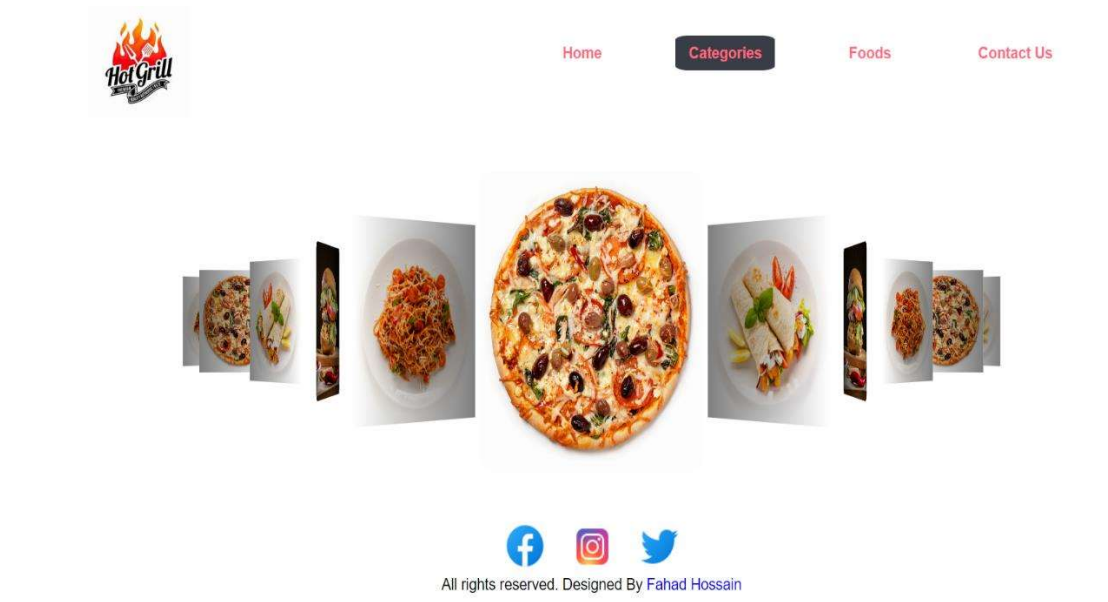 Hot Grill
Home
Categories
Foods
Contact Us
All rights reserved. Designed By Fahad Hossain